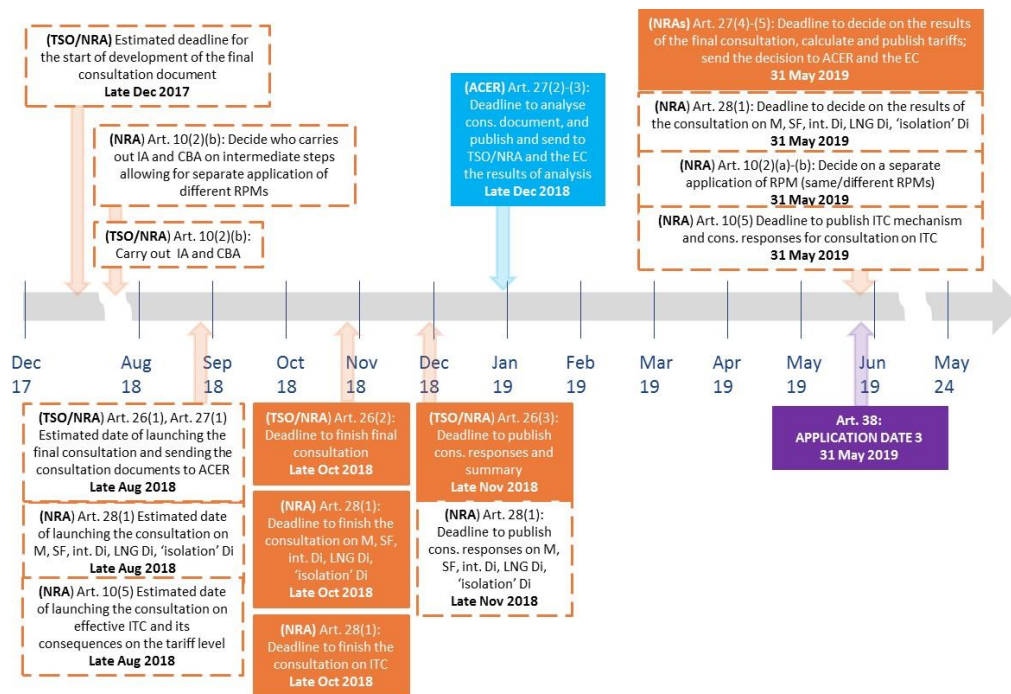 (TSO/NRA) Estimated deadline for
the start of development of the final
consultation document
Late Dec 2017
(NRA) Art. 10(2)(b): Decide who carries
out IA and CBA on intermediate steps
allowing for separate application of
different RPMs
(TSO/NRA) Art. 10(2)(b):
Carry out IA and CBA
(ACER) Art. 27(2)-(3):
Deadline to analyse
cons. document, and
publish and send to
TSO/NRA and the EC
the results of analysis
Late Dec 2018
(NRAs) Art. 27(4)-(5): Deadline to decide on the results
of the final consultation, calculate and publish tariffs;
send the decision to ACER and the EC
31 May 2019
(NRA) Art. 28(1): Deadline to decide on the results of
the consultation on M, SF, int. Di, LNG Di, ‘isolation’ Di
31 May 2019
(NRA) Art. 10(2)(a)-(b): Decide on a separate
application of RPM (same/different RPMs)
31 May 2019
(NRA) Art. 10(5) Deadline to publish ITC mechanism
and cons. responses for consultation on ITC
31 May 2019
Dec
17
Aug
18
Sep
18
Oct
18
Nov
18
Dec
18
Jan
19
Feb
19
Mar
19
Apr
19
May
19
Jun
19
May
24
(TSO/NRA) Art. 26(1), Art. 27(1)
Estimated date of launching the
final consultation and sending the
consultation documents to ACER
Late Aug 2018
(NRA) Art. 28(1) Estimated date
of launching the consultation on
M, SF, int. Di, LNG Di, ‘isolation’ Di
Late Aug 2018
(NRA) Art. 10(5) Estimated date
of launching the consultation on
effective ITC and its
consequences on the tariff level
Late Aug 2018
(TSO/NRA) Art. 26(2):
Deadline to finish final
consultation
Late Oct 2018
(NRA) Art. 28(1):
Deadline to finish the
consultation on M, SF,
int. Di, LNG Di,
‘isolation’ Di
Late Oct 2018
(NRA) Art. 28(1):
Deadline to finish the
consultation on ITC
Late Oct 2018
(TSO/NRA) Art. 26(3):
Deadline to publish
cons. responses and
summary
Late Nov 2018
(NRA) Art. 28(1):
Deadline to publish
cons. responses on M,
SF, int. Di, LNG Di,
‘isolation’ Di
Late Nov 2018
Art. 38:
APPLICATION DATE 3
31 May 2019